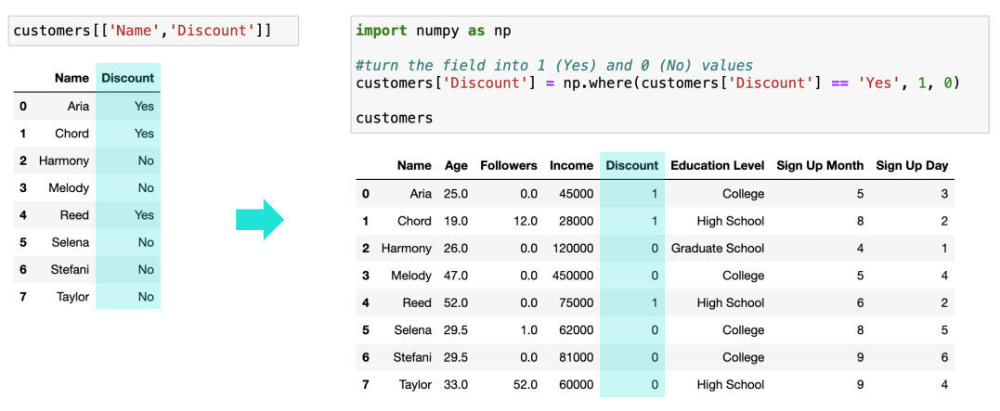 customers[['Name','Discount']]
Name Discount
0 Aria Yes
1 Chord Yes
2 Harmony No
3 Melody No
4 Reed Yes
5 Selena No
6 Stefani No
7 Taylor No
import numpy as np
#turn the field into 1 (Yes) and 0 (No) values
customers['Discount'] = np.where(customers['Discount'] == 'Yes', 1, 0)
customers
Name Age Followers Income Discount Education Level Sign Up Month Sign Up Day
0 Aria 25.0 0.0 45000 1 College 5 3
1 Chord 19.0 12.0 28000 1 High School 8 2
2 Harmony 26.0 0.0 120000 0 Graduate School 4 1
3 Melody 47.0 0.0 450000 0 College 5 4
4 Reed 52.0 0.0 75000 1 High School 6 2
5 Selena 29.5 1.0 62000 0 College 8 5
6 Stefani 29.5 0.0 81000 0 College 9 6
7 Taylor 33.0 52.0 60000 0 High School 9 4